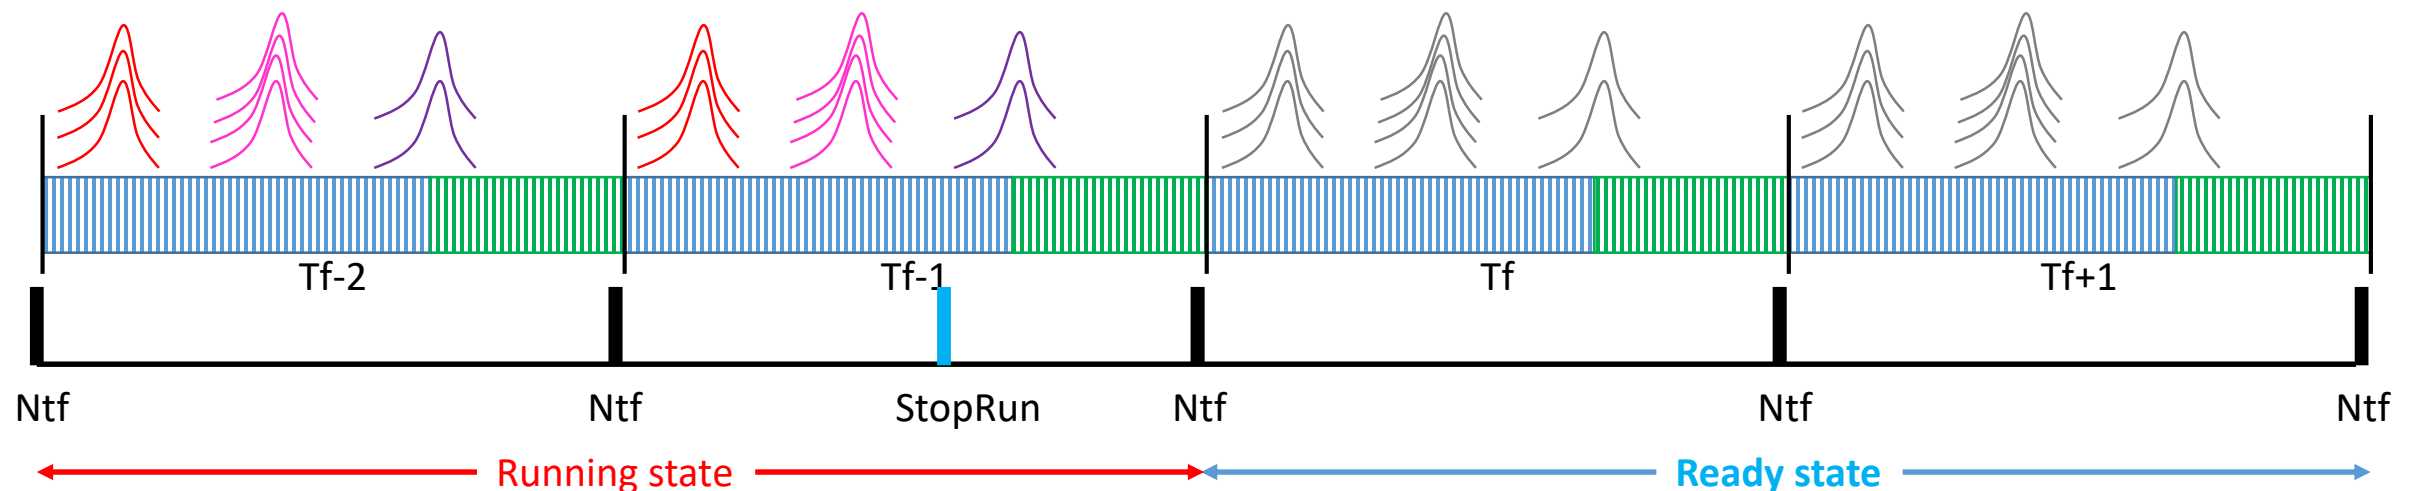 Tf-2 Tf-1 Tf Tf+1
Ntf Ntf StopRun Ntf Ntf Ntf
Running state Ready state